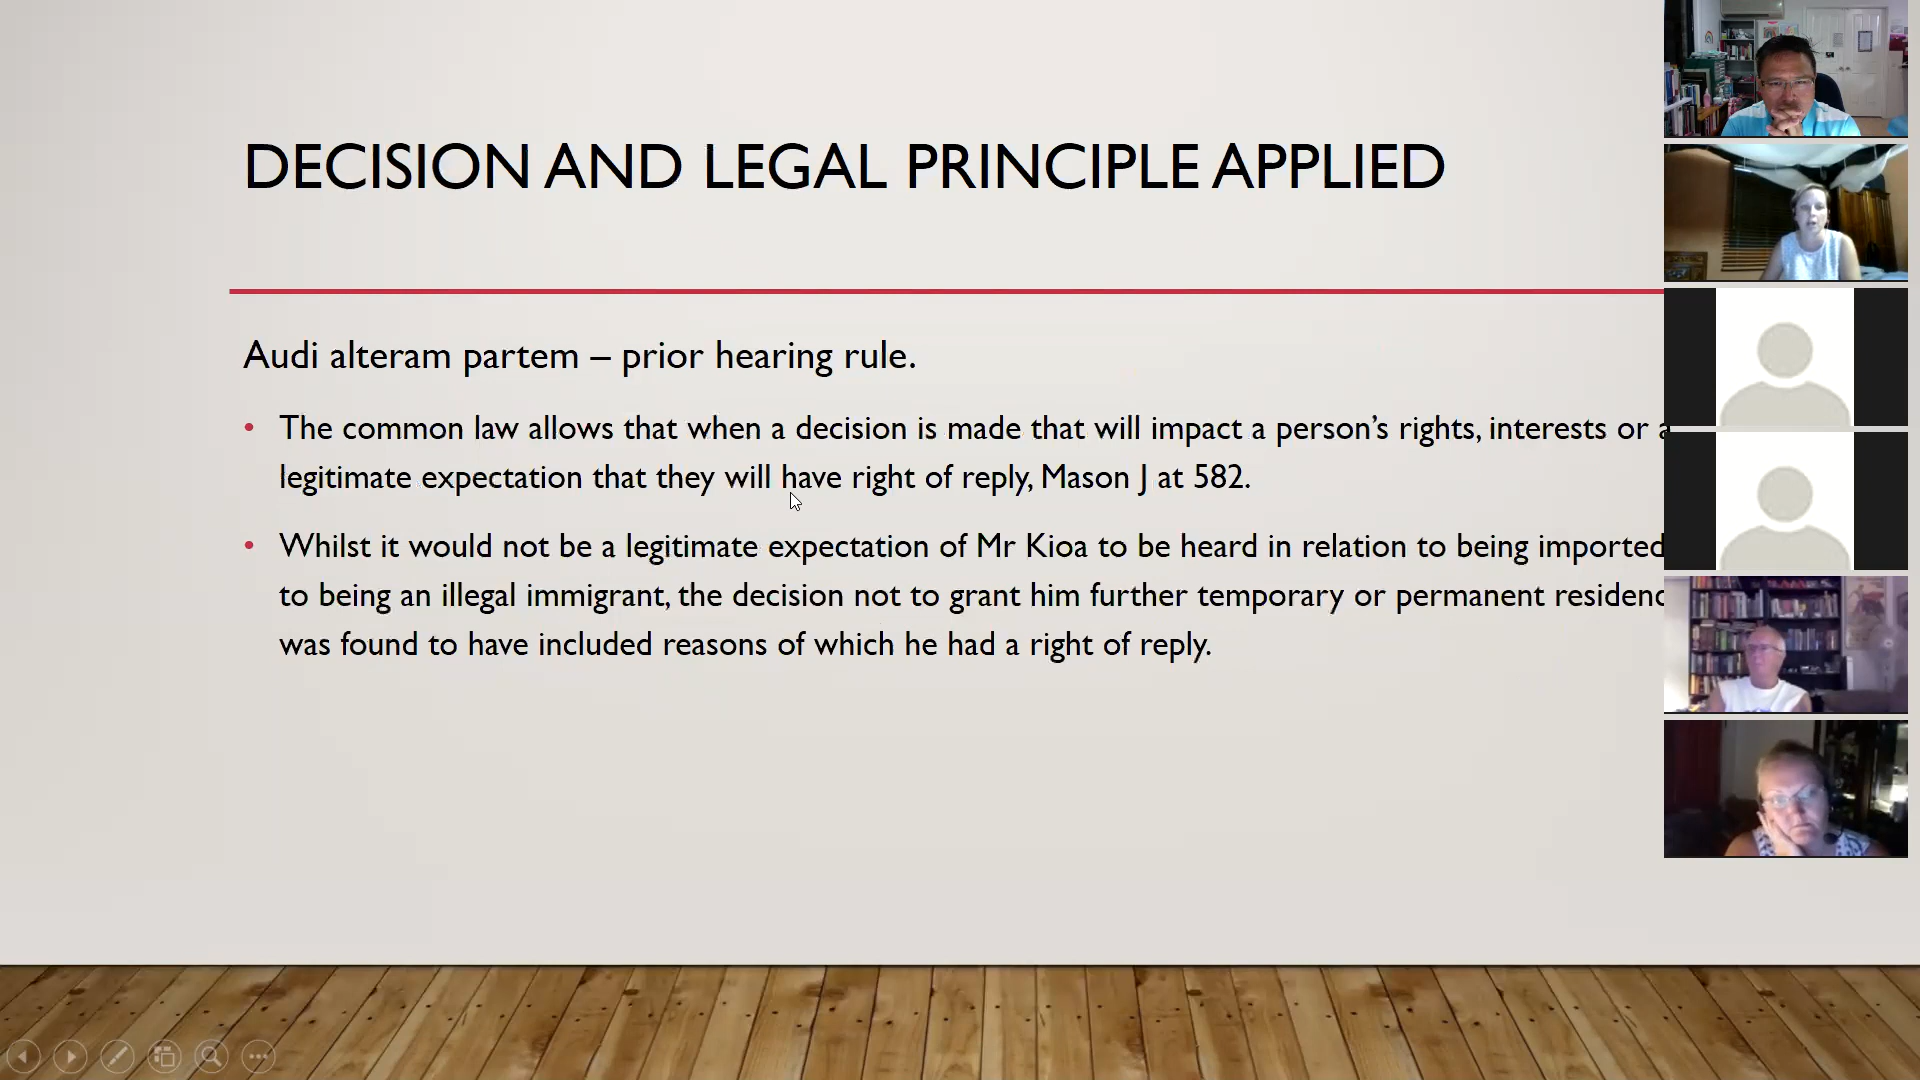 DECISION AND LEGAL PRINCIPLE APPLIED
Audi alteram partem – prior hearing rule.
• The common law allows that when a decision is made that will impact a person’s rights, interests or a
legitimate expectation that they will have right of reply, Mason J at 582.
• Whilst it would not be a legitimate expectation of Mr Kioa to be heard in relation to being imported
to being an illegal immigrant, the decision not to grant him further temporary or permanent
was found to have included reasons of which he had a right of reply.